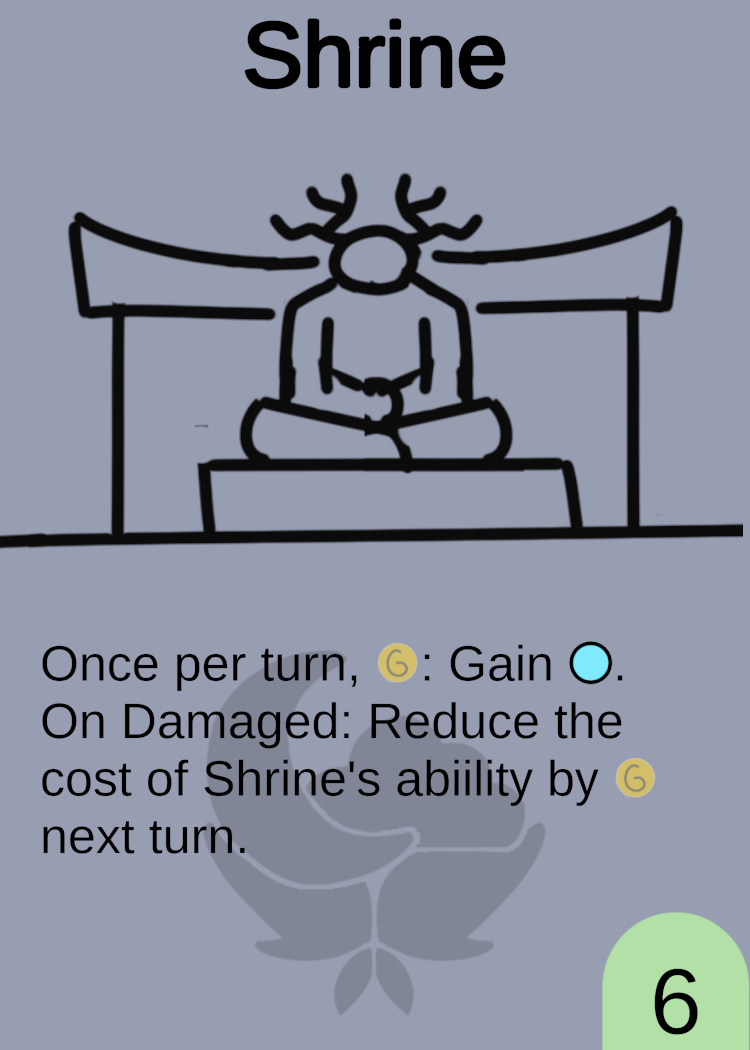 Shrine
Once per turn, : Gain .
On Damaged: Reduce the
cost of Shrine's abiility by
next turn.
6